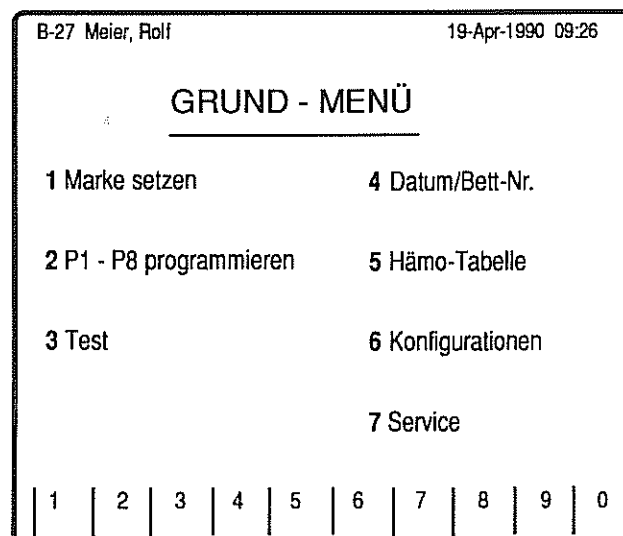 B-27 Meier, Rolf 19-Apr-1990 09:26
GRUND - MENÜ
1 Marke setzen 4 Datum/Bett-Nr.
2 P1 - P8 programmieren 5 Hämo-Tabelle
3 Test 6 Konfigurationen
7 Service
1 2 3 4 5 6 7 8 9 0